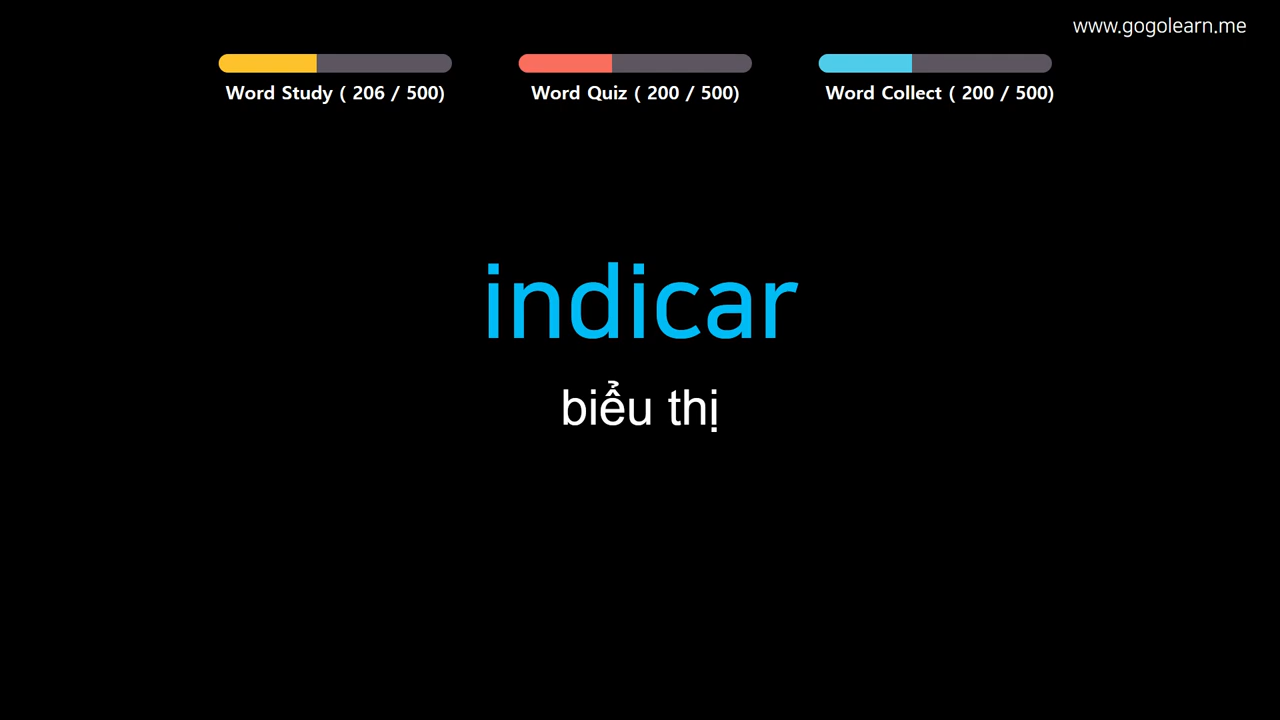 www.gogolearn.me
Word Study ( 206 / 500)
Word Quiz ( 200 / 500)
Word Collect ( 200 / 500)
indicar
biểu thị